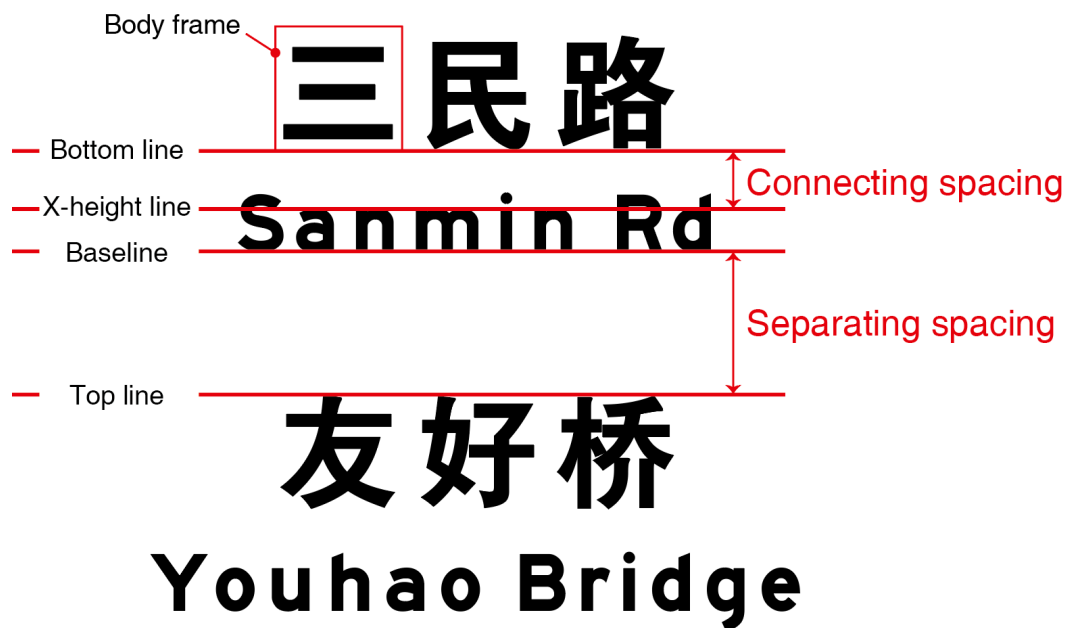 Body frame
三民路
Bottom line
Connecting spacing
X-height line
Sanmin Rd
Baseline
Separating spacing
Top line
友好桥
Youhao Bridge